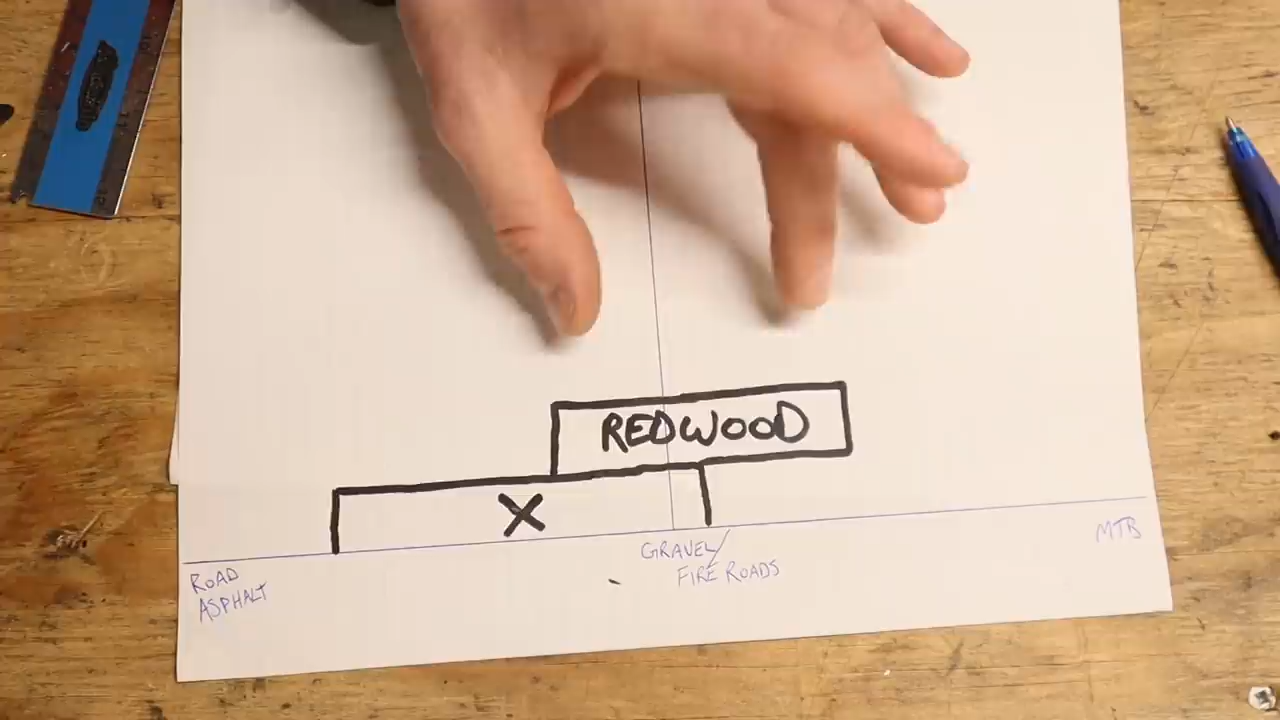 REDWOOD
X
ROAD
ASPHALT
GRAVEL/
FIRE ROADS
MTB